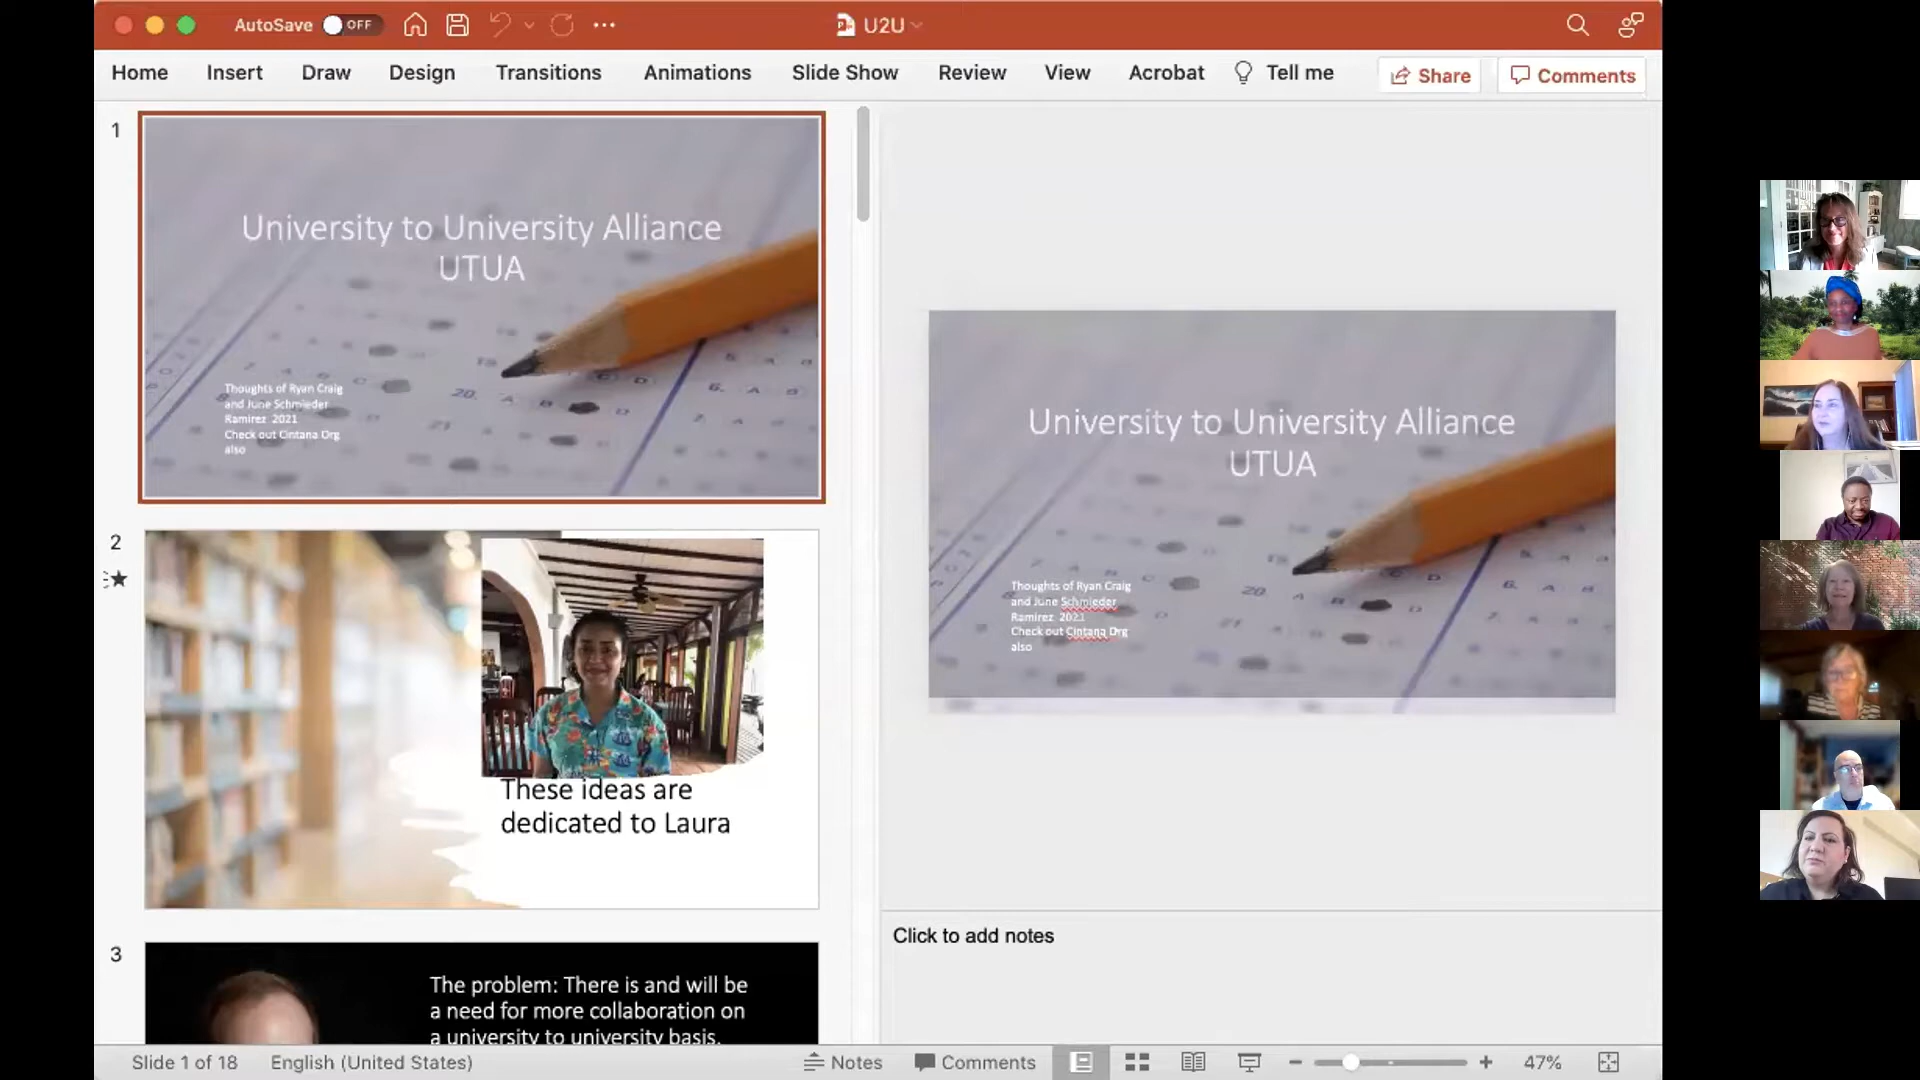 AutoSave OFF
U2U
Home Insert Draw Design Transitions Animations Slide Show Review View Acrobat Tell me Share Comments
1
University to University Alliance
UTUA
Thoughts of Ryan Craig
and June Schmieder
Ramirez 2021
Check out Cintana Org
also
2
These ideas are
dedicated to Laura
3
The problem: There is and will be
a need for more collaboration on
a university to university basis.
University to University Alliance
UTUA
Thoughts of Ryan Craig
and June Schmieder
Ramirez 2021
Check out Cintana Org
also
Click to add notes
Slide 1 of 18 English (United States) Notes Comments 47%